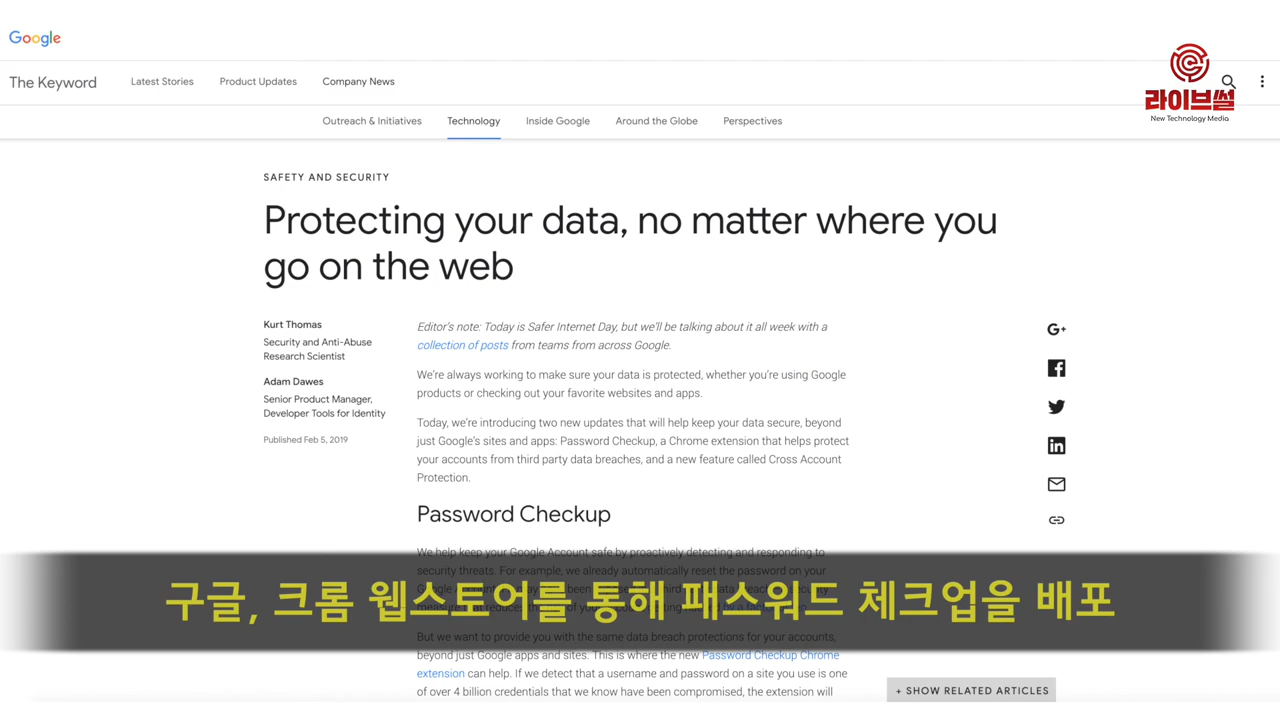 Google
The Keyword
Latest Stories
Product Updates
Company News
라이브썰
New Technology Media
Outreach & Initiatives
Technology
Inside Google
Around the Globe
Perspectives
SAFETY AND SECURITY
Protecting your data, no matter where you
go on the web
Kurt Thomas
Security and Anti-Abuse
Research Scientist
Adam Dawes
Senior Product Manager,
Developer Tools for Identity
Published Feb 5, 2019
Editor's note: Today is Safer Internet Day, but we'll be talking about it all week with a
collection of posts from teams from across Google.
We're always working to make sure your data is protected, whether you're using Google
products or checking out your favorite websites and apps.
Today, we're introducing two new updates that will help keep your data secure, beyond
just Google's sites and apps: Password Checkup, a Chrome extension that helps protect
your accounts from third party data breaches, and a new feature called Cross Account
Protection.
Password Checkup
We help keep your Google Account safe by proactively detecting and responding to
security threats. For example, we already automatically reset the password on your
구글, 크롬 웹스토어를 통해 패스워드 체크업을 배포
But we want to provide you with the same data breach protections for your accounts,
beyond just Google apps and sites. This is where the new Password Checkup Chrome
extension can help. If we detect that a username and password on a site you use is one
of over 4 billion credentials that we know have been compromised, the extension will
+ SHOW RELATED ARTICLES